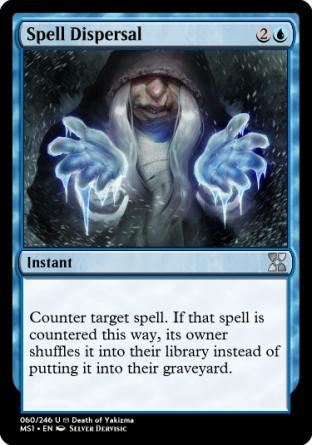 Spell Dispersal 2
Instant
Counter target spell. If that spell is
countered this way, its owner
shuffles it into their library instead of
putting it into their graveyard.
060/246 U Death of Yakizma
MS1 • EN SELVER DERVISIC